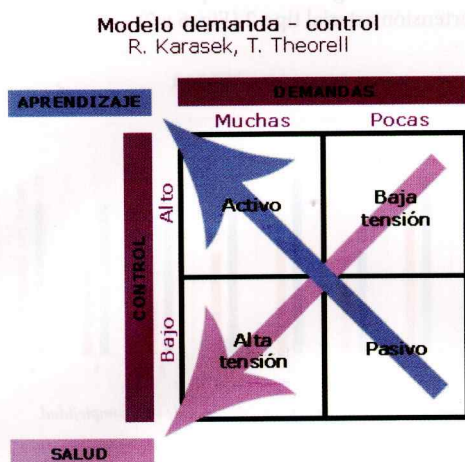 Modelo demanda - control
R. Karasek, T. Theorell
APRENDIZAJE
DEMANDAS
Muchas
Pocas
CONTROL
Alto
Activo
Baja
tensión
Bajo
Alta
tensión
Pasivo
SALUD